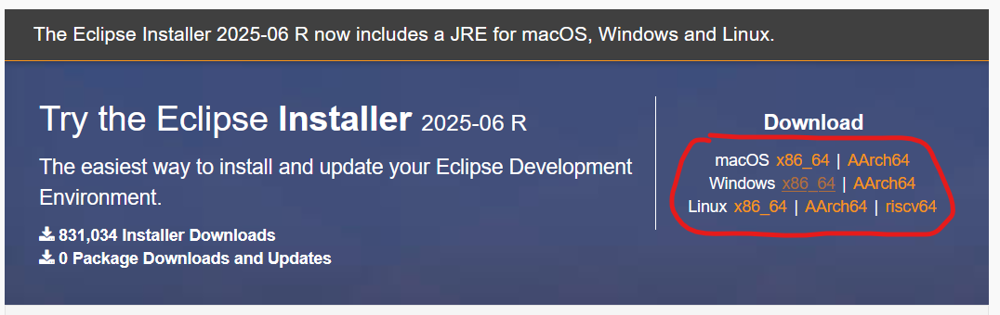 The Eclipse Installer 2025-06 R now includes a JRE for macOS, Windows and Linux.
Try the Eclipse Installer 2025-06 R
The easiest way to install and update your Eclipse Development
Environment.
831,034 Installer Downloads
0 Package Downloads and Updates
Download
macOS x86_64 | AArch64
Windows x86_64 | AArch64
Linux x86_64 | AArch64 | riscv64